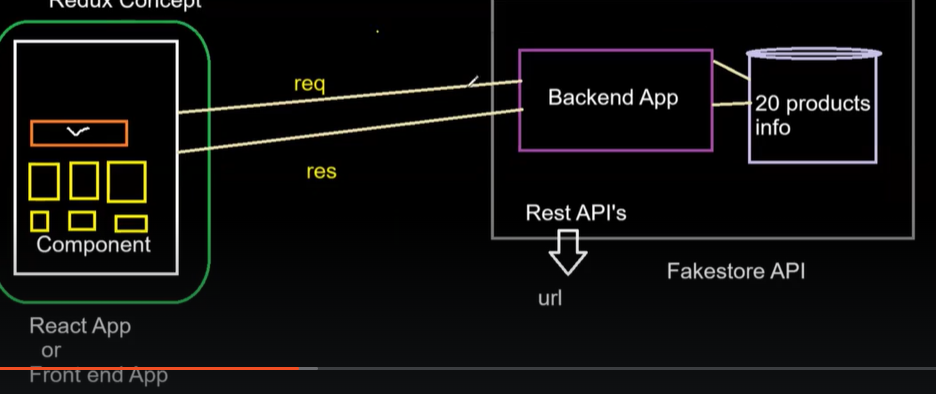 Redux Concept
req
res
Component
React App
or
Front end App
Backend App
20 products
info
Rest API's
url
Fakestore API